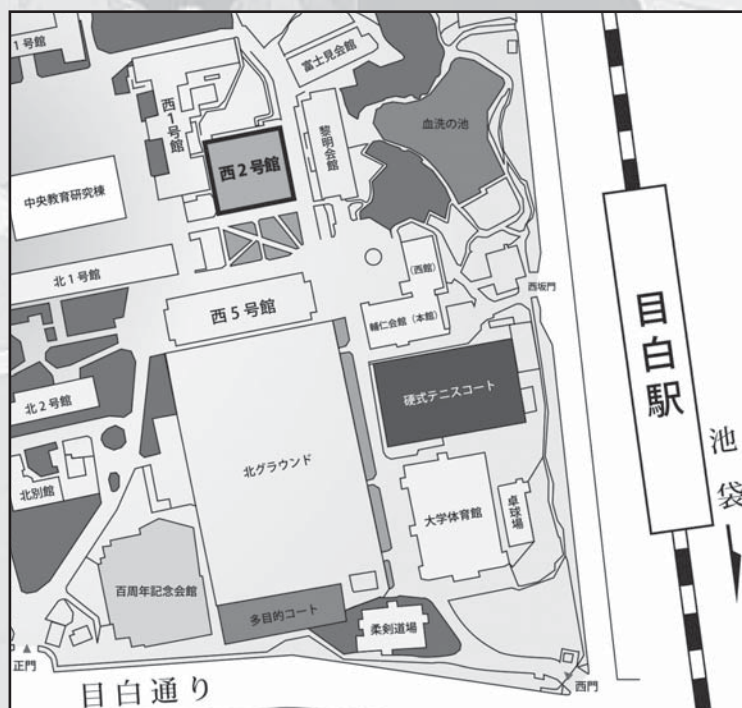 1号館
富士見会館
西1号館
血洗の池
黎明会館
西2号館
中央教育研究棟
北1号館
(西館)
西坂門
西5号館
輔仁会館(本館)
目白駅
硬式テニスコート
北2号館
池袋
北グラウンド
北別館
大学体育館
卓球場
百周年記念会館
多目的コート
柔剣道場
正門
西門
目白通り